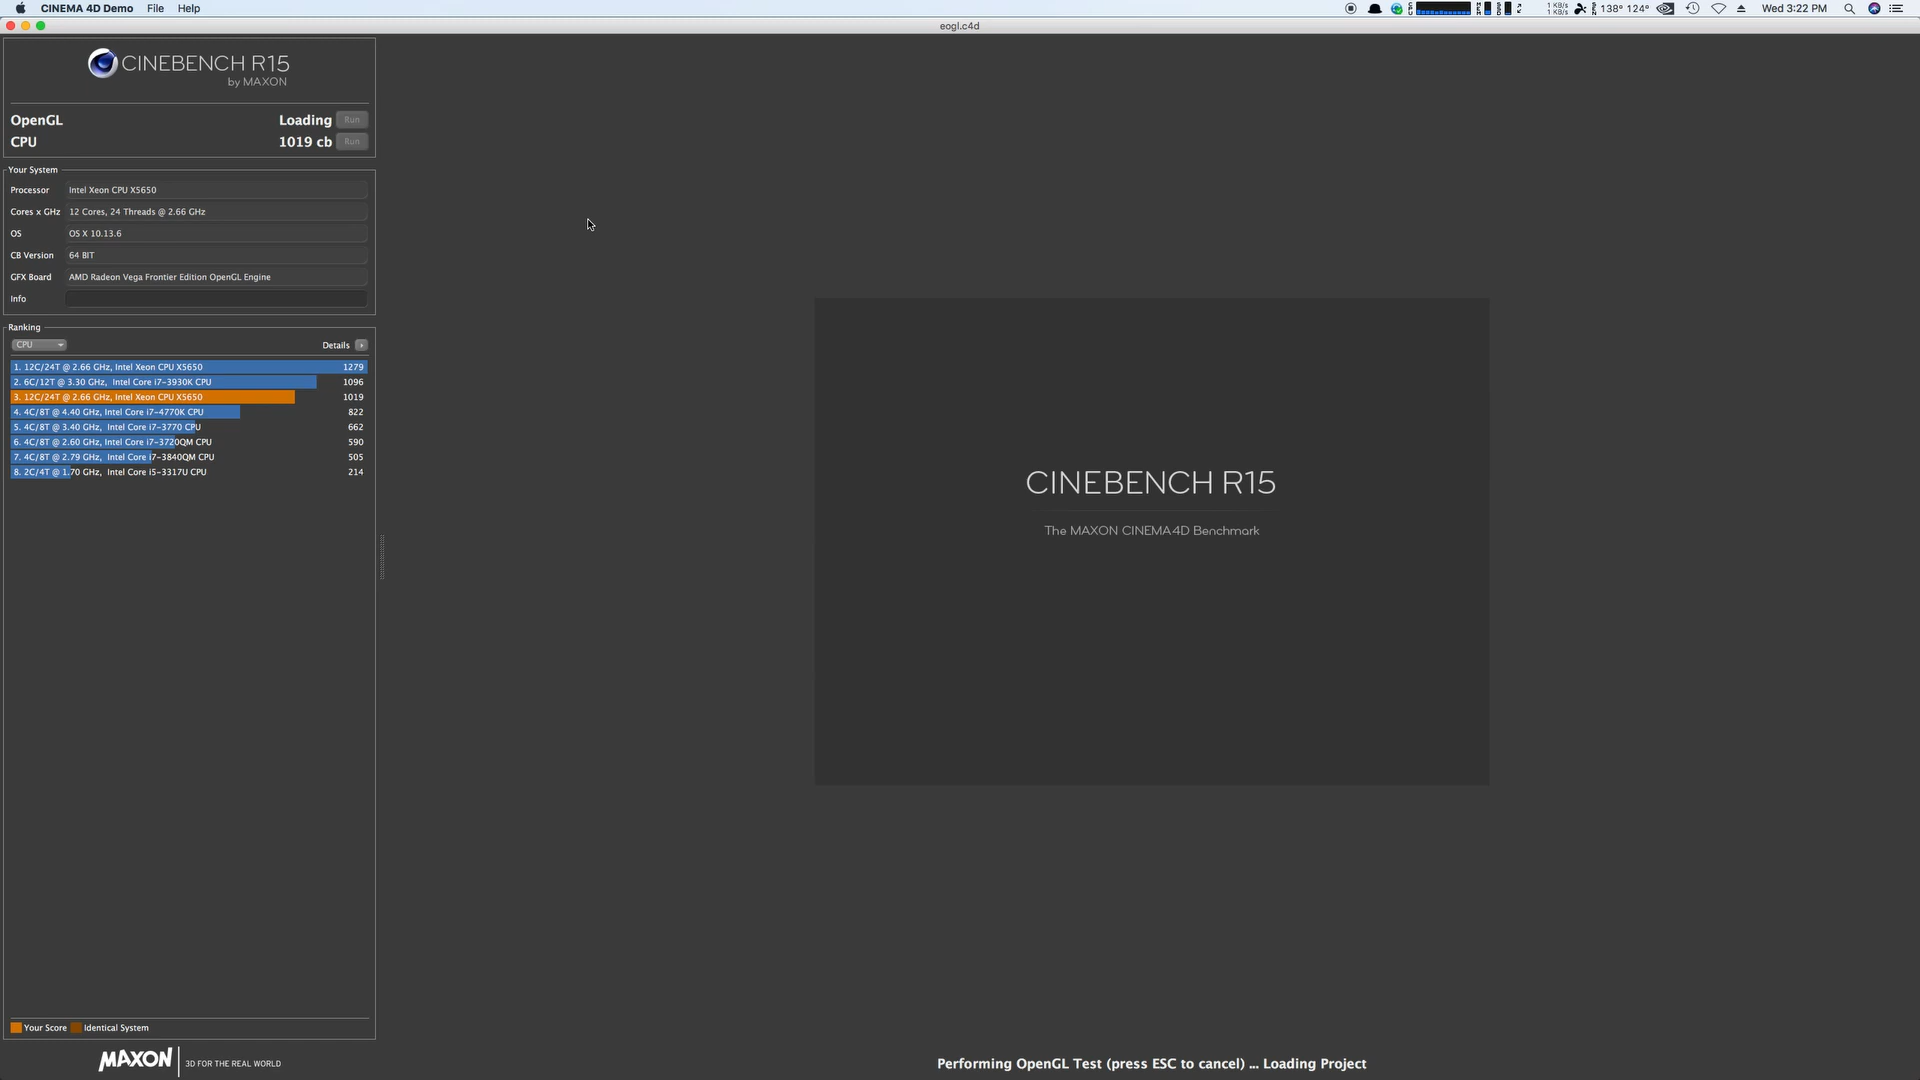 CINEMA 4D Demo File Help
1 KB/s
1 KB/s
138° 124°
Wed 3:22 PM
eogl.c4d
CINEBENCH R15
by MAXON
OpenGL Loading Run
CPU 1019 cb Run
Your System
Processor Intel Xeon CPU X5650
Cores x GHz 12 Cores, 24 Threads @ 2.66 GHz
OS OS X 10.13.6
CB Version 64 BIT
GFX Board AMD Radeon Vega Frontier Edition OpenGL Engine
Info
Ranking
CPU Details
1. 12C/24T @ 2.66 GHz, Intel Xeon CPU X5650 1279
2. 6C/12T @ 3.30 GHz, Intel Core i7-3930K CPU 1096
3. 12C/24T @ 2.66 GHz, Intel Xeon CPU X5650 1019
4. 4C/8T @ 4.40 GHz, Intel Core i7-4770K CPU 822
5. 4C/8T @ 3.40 GHz, Intel Core i7-3770 CPU 662
6. 4C/8T @ 2.60 GHz, Intel Core i7-3720QM CPU 590
7. 4C/8T @ 2.79 GHz, Intel Core i7-3840QM CPU 505
8. 2C/4T @ 1.70 GHz, Intel Core i5-3317U CPU 214
CINEBENCH R15
The MAXON CINEMA4D Benchmark
Your Score Identical System
MAXON 3D FOR THE REAL WORLD
Performing OpenGL Test (press ESC to cancel) ... Loading Project